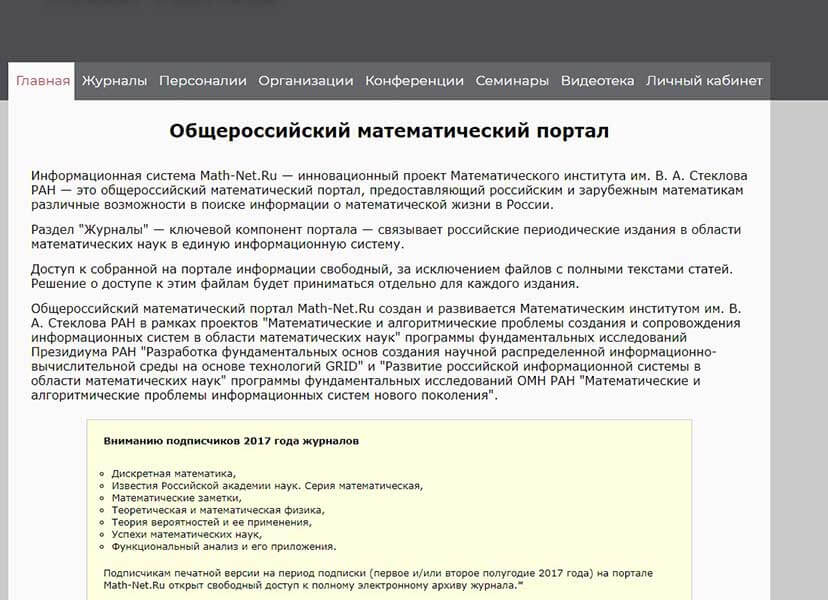 Главная Журналы Персоналии Организации Конференции Семинары Видеотека Личный кабинет
Общероссийский математический портал
Информационная система Math-Net.Ru — инновационный проект Математического института им. В. А. Стеклова
РАН — это общероссийский математический портал, предоставляющий российским и зарубежным математикам
различные возможности в поиске информации о математической жизни в России.
Раздел "Журналы" — ключевой компонент портала — связывает российские периодические издания в области
математических наук в единую информационную систему.
Доступ к собранной на портале информации свободный, за исключением файлов с полными текстами статей.
Решение о доступе к этим файлам будет приниматься отдельно для каждого издания.
Общероссийский математический портал Math-Net.Ru создан и развивается Математическим институтом им. В.
А. Стеклова РАН в рамках проектов "Математические и алгоритмические проблемы создания и сопровождения
информационных систем в области математических наук" программы фундаментальных исследований
Президиума РАН "Разработка фундаментальных основ создания научной распределенной информационно-
вычислительной среды на основе технологий GRID" и "Развитие российской информационной системы в
области математических наук" программы фундаментальных исследований ОМН РАН "Математические и
алгоритмические проблемы информационных систем нового поколения".
Вниманию подписчиков 2017 года журналов
Дискретная математика,
Известия Российской академии наук. Серия математическая,
Математические заметки,
Теоретическая и математическая физика,
Теория вероятностей и ее применения,
Успехи математических наук,
Функциональный анализ и его приложения.
Подписчикам печатной версии на период подписки (первое и/или второе полугодие 2017 года) на портале
Math-Net.Ru открыт свободный доступ к полному электронному архиву журнала.*